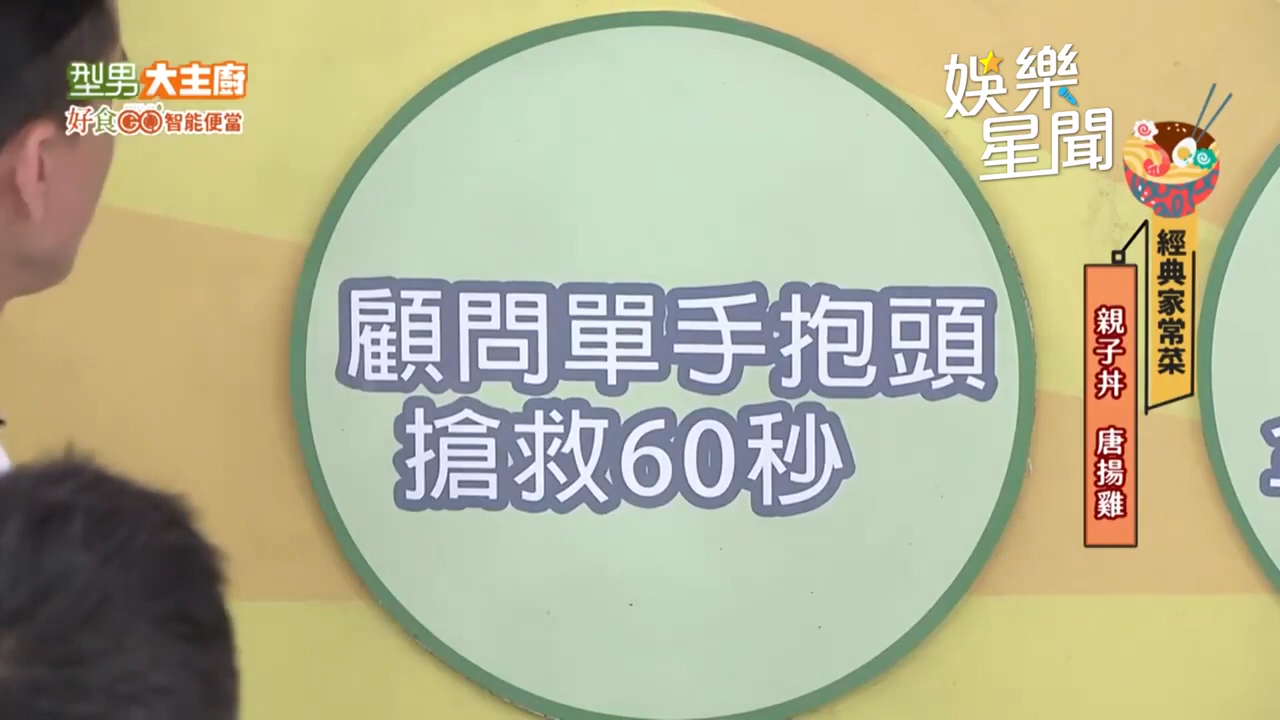 型男大主廚
好食GO智能便當
娛樂
星聞
經典家常菜
親子丼 唐揚雞
顧問單手抱頭
搶救60秒